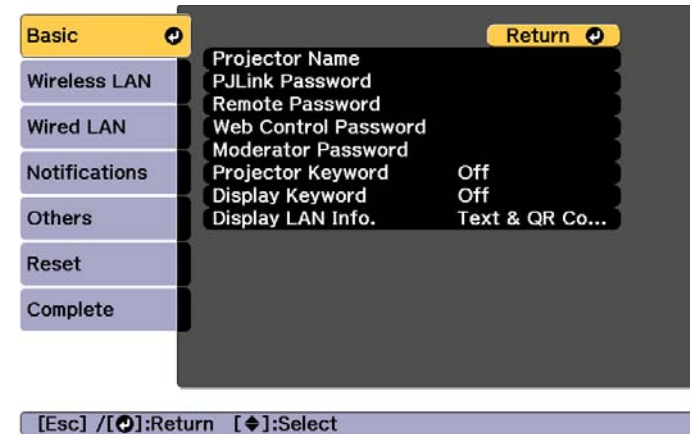 Basic
Return
Projector Name
Wireless LAN
PJLink Password
Remote Password
Wired LAN
Web Control Password
Moderator Password
Notifications
Projector Keyword Off
Display Keyword Off
Others
Display LAN Info. Text & QR Co...
Reset
Complete
[Esc] /[ ]:Return [ ]:Select